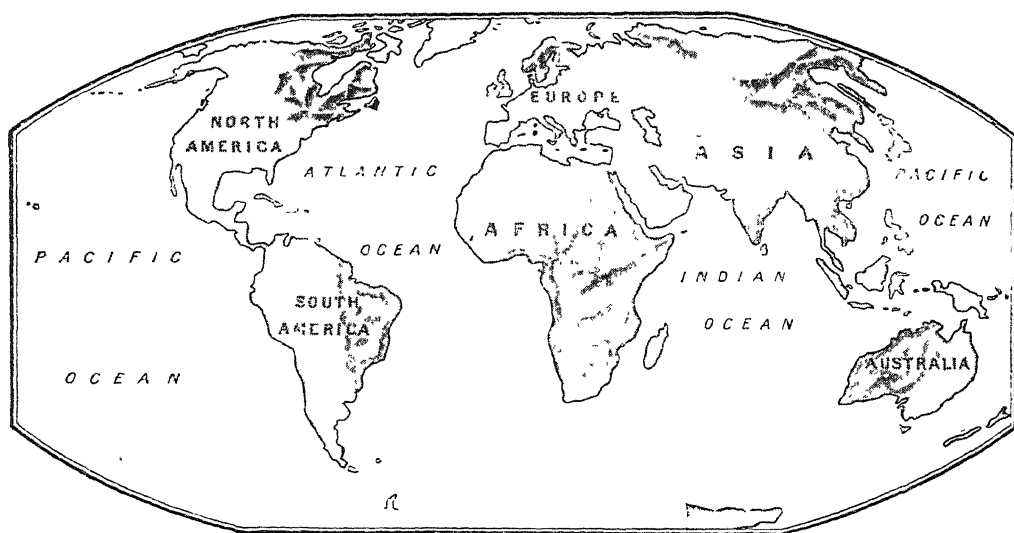 EUROPE
NORTH
AMERICA
ASIA
ATLANTIC
PACIFIC
OCEAN
AFRICA
OCEAN
PACIFIC
INDIAN
OCEAN
SOUTH
AMERICA
AUSTRALIA
OCEAN